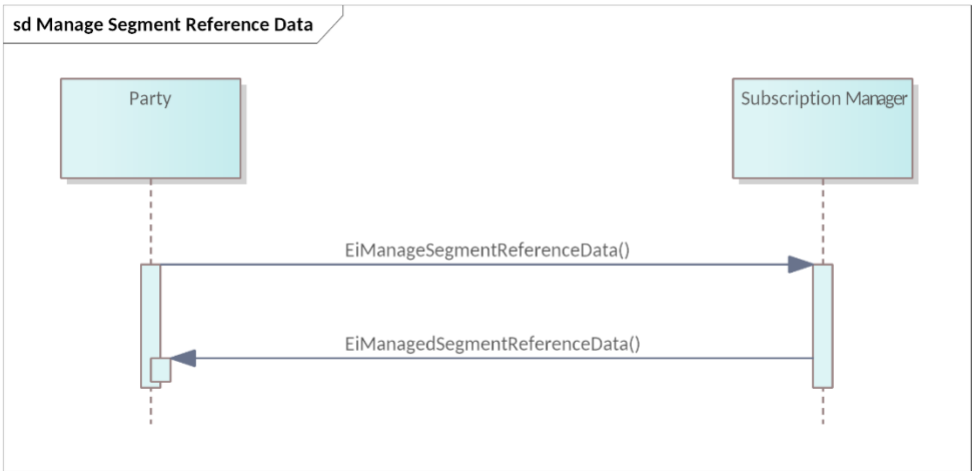 sd Manage Segment Reference Data
Party
Subscription Manager
EiManageSegmentReferenceData()
EiManagedSegmentReferenceData()